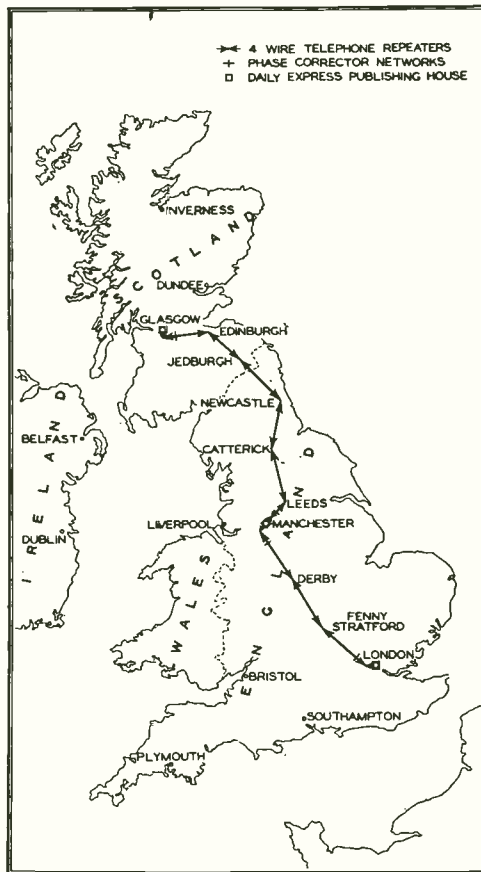 4 WIRE TELEPHONE REPEATERS
PHASE CORRECTOR NETWORKS
DAILY EXPRESS PUBLISHING HOUSE
INVERNESS
SCOTLAND
DUNDEE
GLASGOW
EDINBURGH
JEDBURGH
NEWCASTLE
IRELAND
BELFAST
CATTERICK
ENGLAND
LEEDS
LIVERPOOL
MANCHESTER
DUBLIN
WALES
DERBY
FENNY
STRATFORD
LONDON
BRISTOL
SOUTHAMPTON
PLYMOUTH